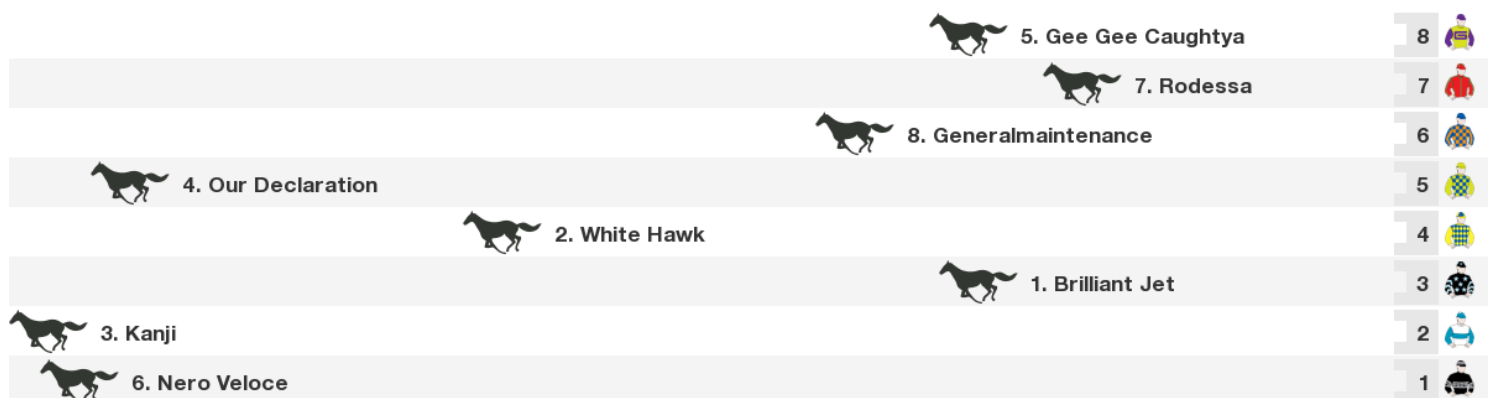 5. Gee Gee Caughtya 8
7. Rodessa 7
8. Generalmaintenance 6
4. Our Declaration 5
2. White Hawk 4
1. Brilliant Jet 3
3. Kanji 2
6. Nero Veloce 1